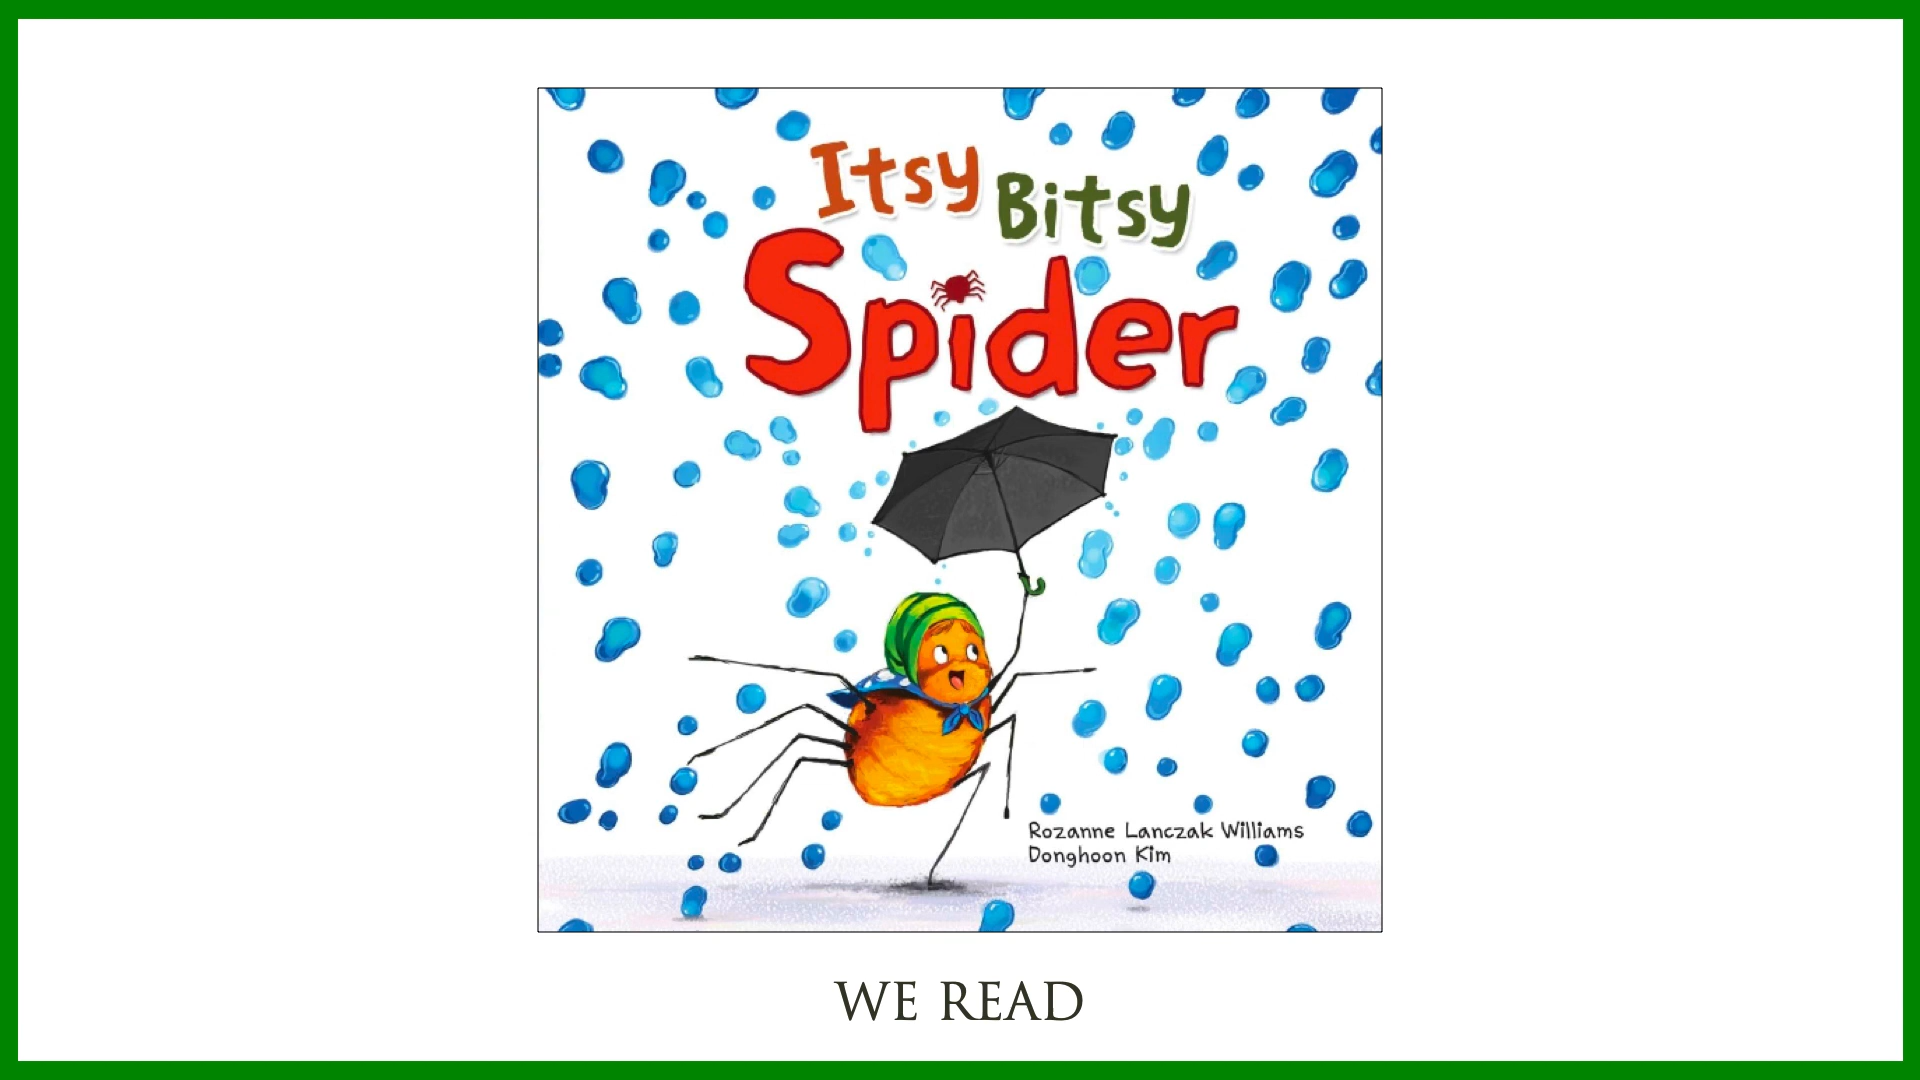 Itsy Bitsy
Spider
Rozanne Lanczak Williams
Donghoon Kim
WE READ